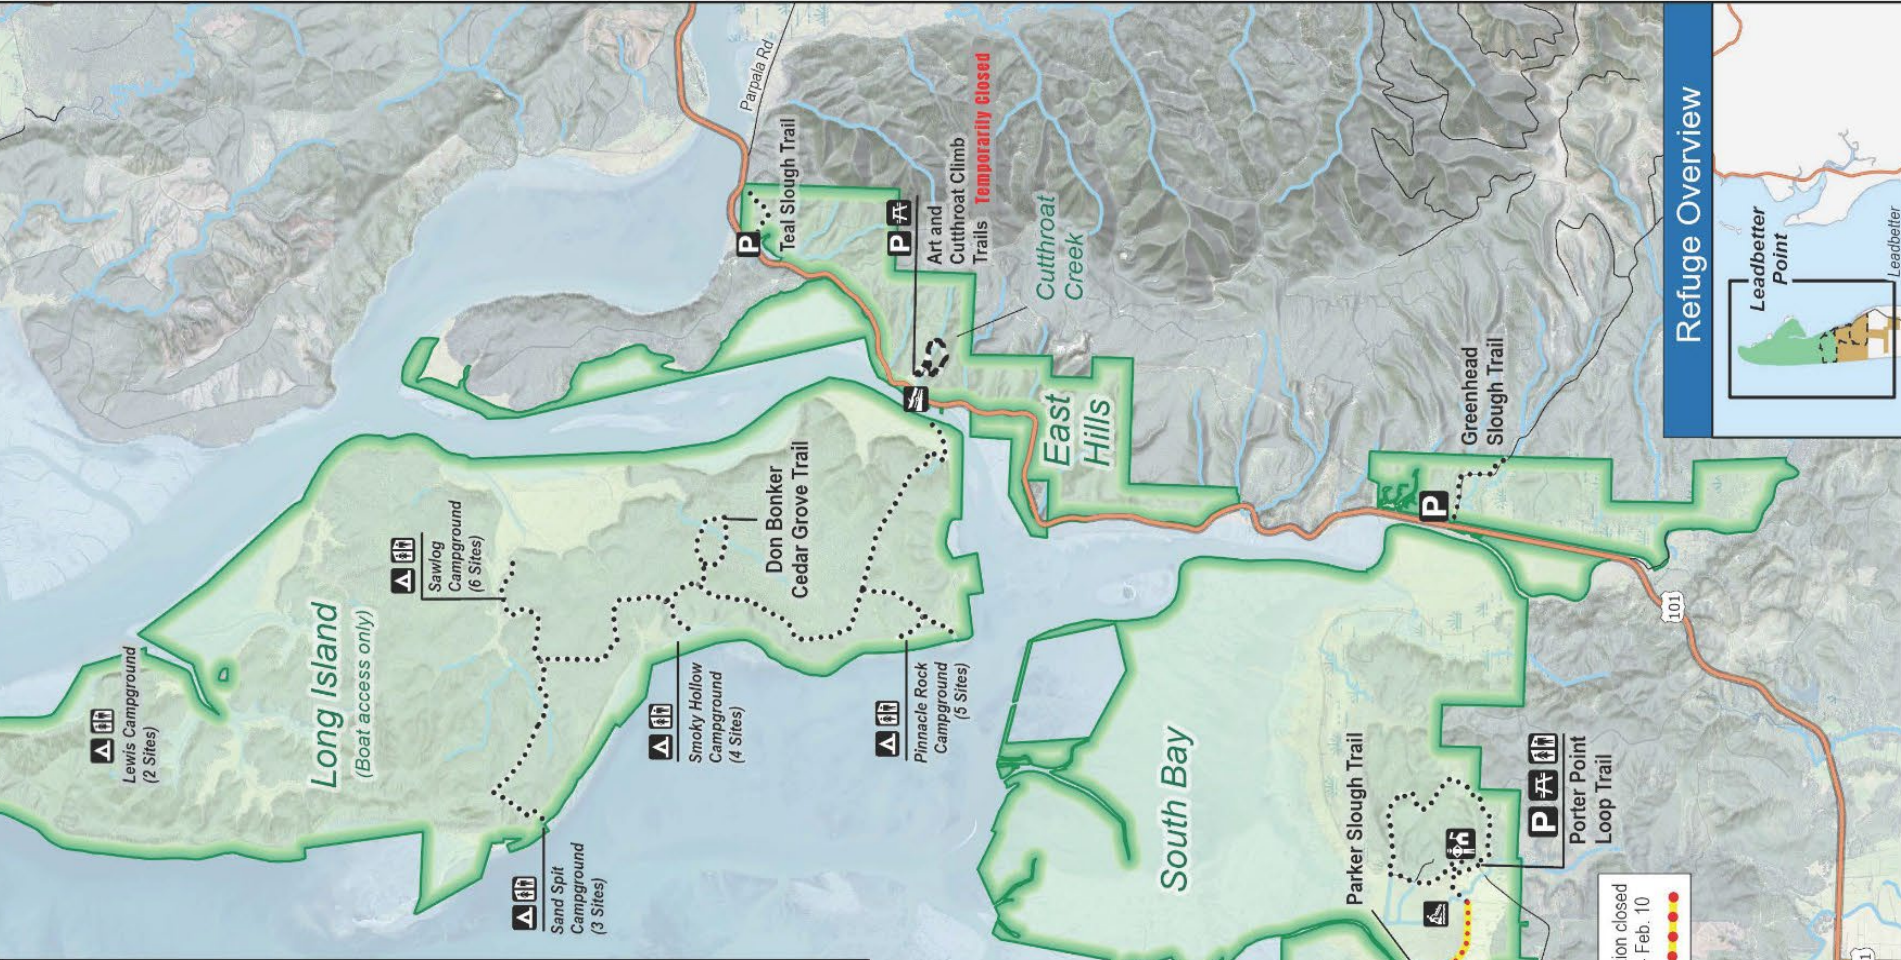 Lewis Campground
(2 Sites)
Long Island
(Boat access only)
Sawlog
Campground
(6 Sites)
Sand Spit
Campground
(3 Sites)
Smoky Hollow
Campground
(4 Sites)
Don Bonker
Cedar Grove Trail
Pinnacle Rock
Campground
(5 Sites)
Parpala Rd
P
Teal Slough Trail
P
Art and
Cutthroat Climb
Trails Temporarily Closed
Cutthroat
Creek
East
Hills
South Bay
P
Greenhead
Slough Trail
101
Parker Slough Trail
P
Porter Point
Loop Trail
ion closed
Feb. 10
1
Refuge Overview
Leadbetter
Point
Leadbetter